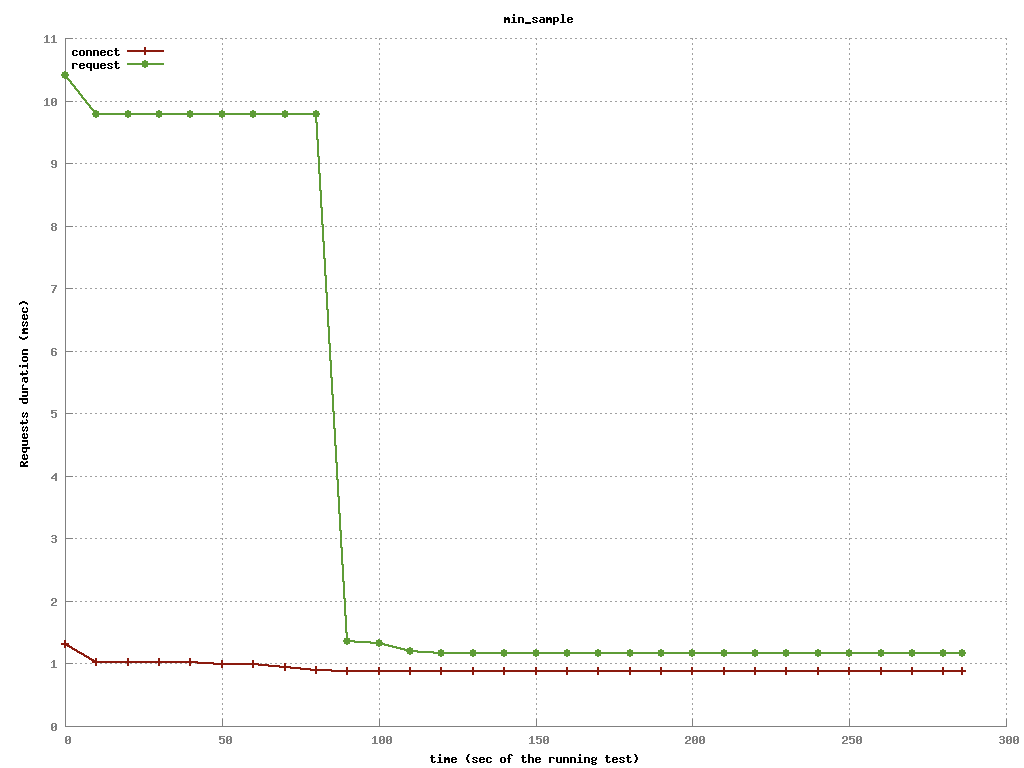 min_sample
connect
request
11
10
9
8
7
6
5
4
3
2
1
0
Requests duration (msec)
0 50 100 150 200 250 300
time (sec of the running test)